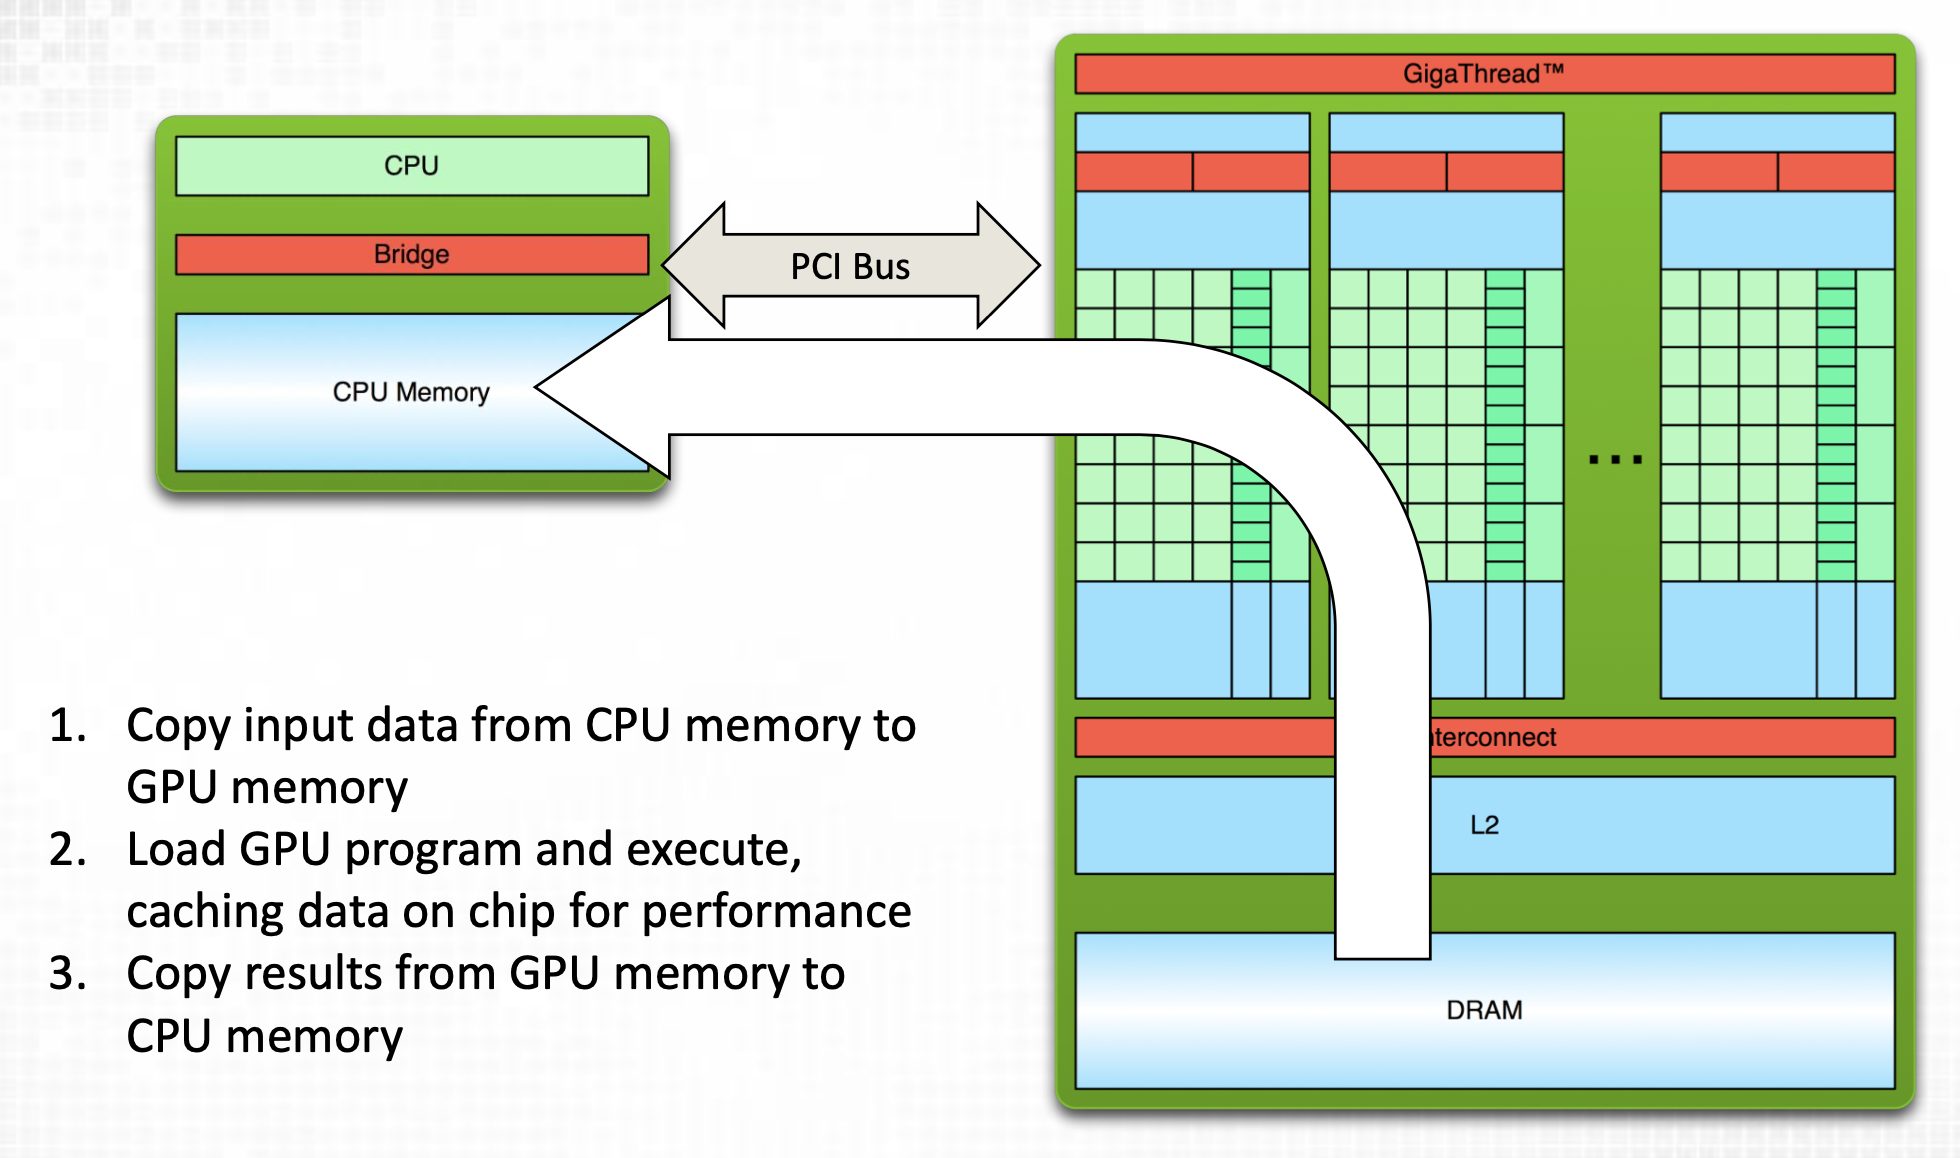 GigaThread™
CPU
Bridge
PCI Bus
CPU Memory
...
1. Copy input data from CPU memory to
GPU memory
2. Load GPU program and execute,
caching data on chip for performance
3. Copy results from GPU memory to
CPU memory
nterconnect
L2
DRAM